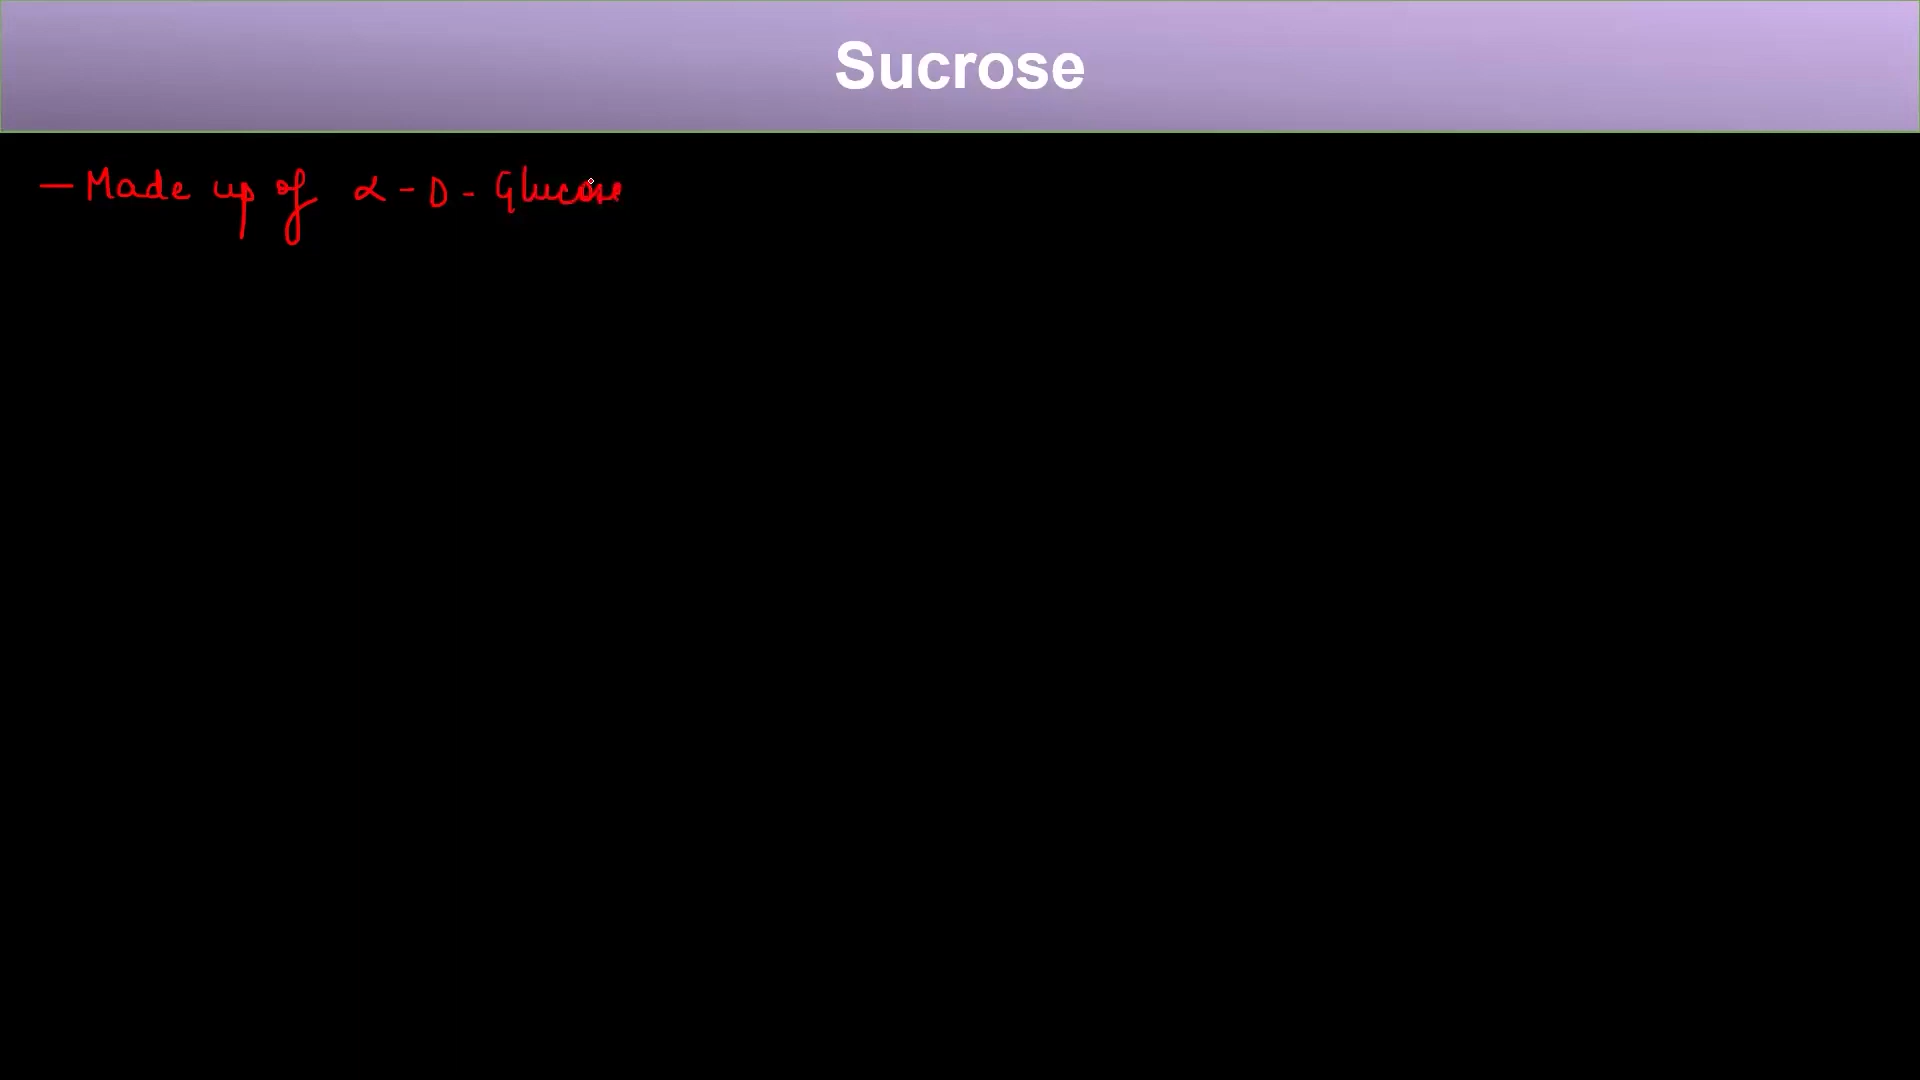 Sucrose
— Made up of α - D - Glucose